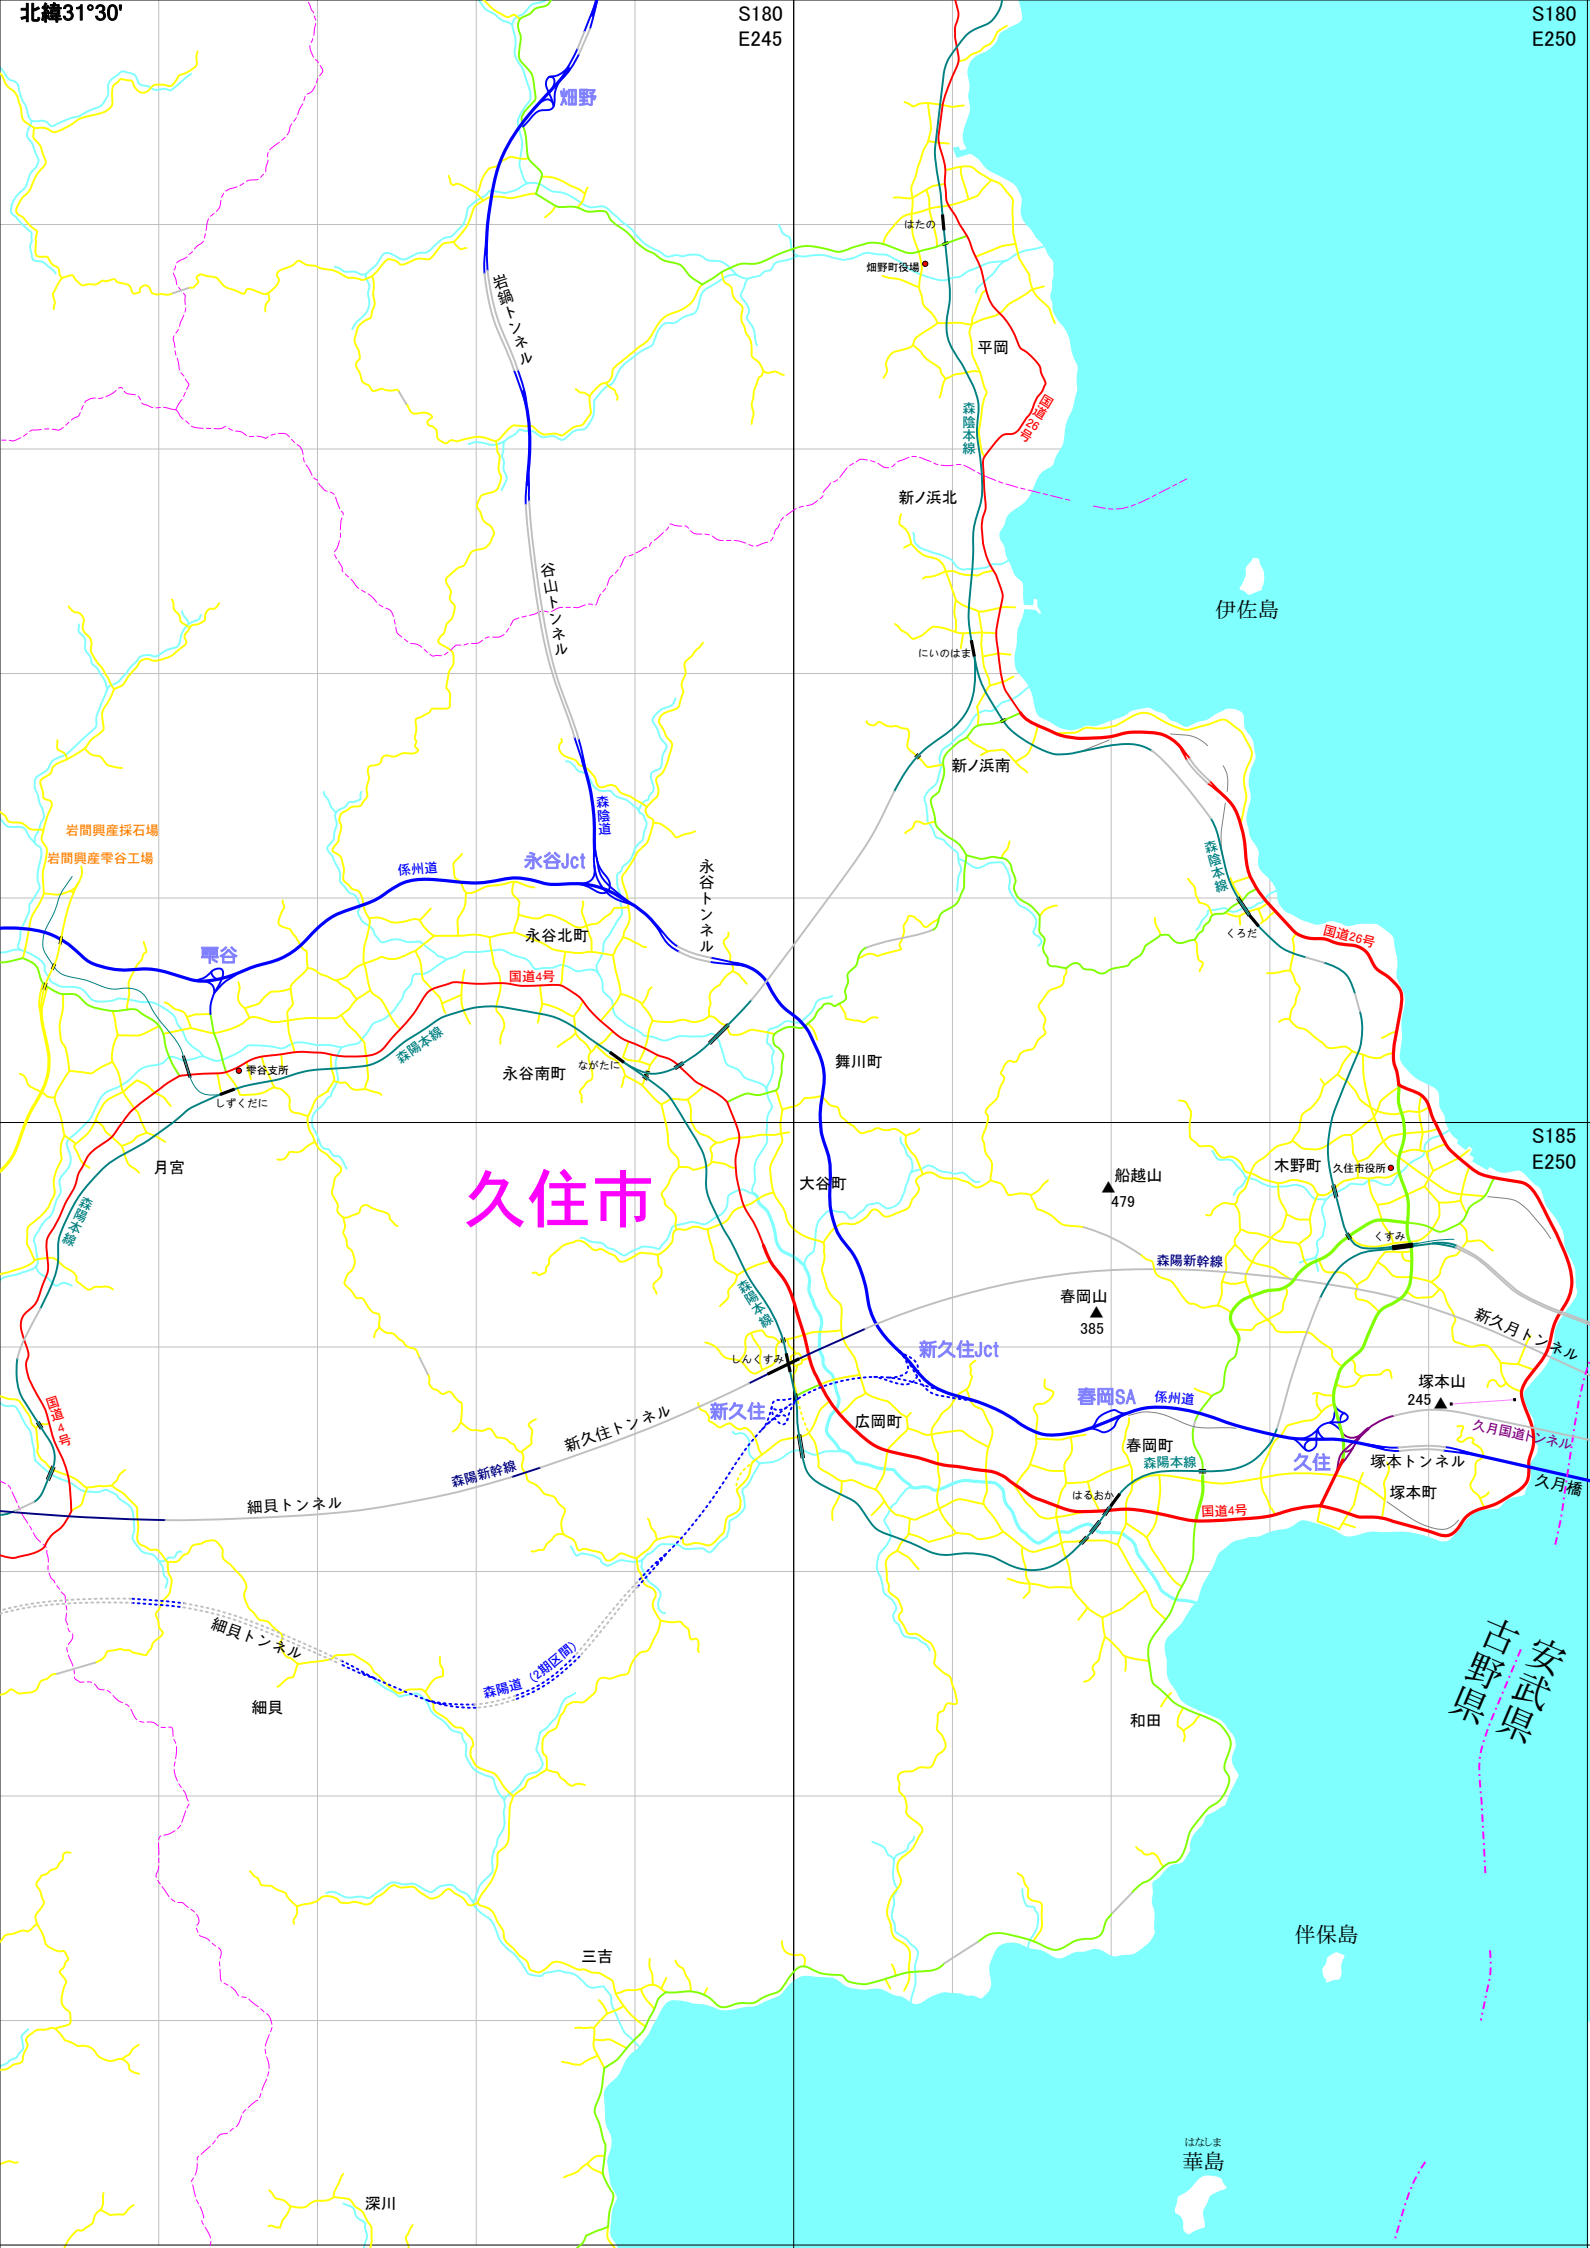 北緯31°30'
S180
E245
S180
E250
畑野
はたの
畑野町役場
岩鍋トンネル
平岡
国道26号
森陰本線
新ノ浜北
谷山トンネル
伊佐島
にいのはま
新ノ浜南
岩間興産採石場
岩間興産雫谷工場
森陰道
永谷Jct
係州道
永谷トンネル
森陰本線
くろだ
国道26号
永谷北町
雫谷
国道4号
森陽本線
ながたに
永谷南町
舞川町
雫谷支所
しずくだに
S185
E250
月宮
久住市
大谷町
船越山
479
木野町
久住市役所
森陽本線
くすみ
森陽新幹線
森陽本線
春岡山
385
新久月トンネル
しんくすみ
新久住Jct
塚本山
245
国道4号
新久住
新久住トンネル
広岡町
春岡SA
係州道
春岡町
森陽本線
久住
久月国道トンネル
塚本トンネル
塚本町
久月橋
森陽新幹線
細貝トンネル
はるおか
国道4号
細貝トンネル
森陽道（2期区間）
細貝
和田
安武県
古野県
三吉
伴保島
はなしま
華島
深川